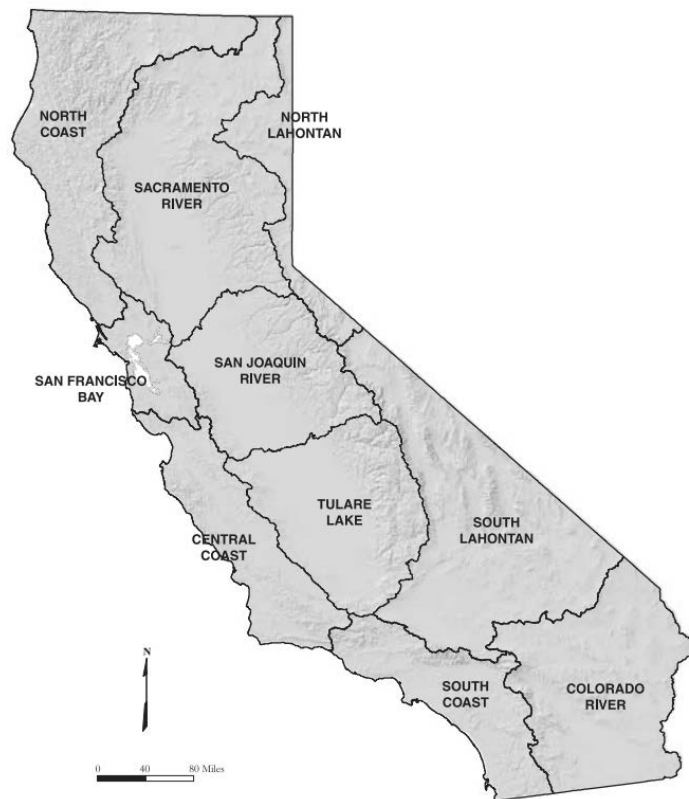 NORTH
COAST
NORTH
LAHONTAN
SACRAMENTO
RIVER
SAN JOAQUIN
RIVER
SAN FRANCISCO
BAY
TULARE
LAKE
SOUTH
LAHONTAN
CENTRAL
COAST
SOUTH
COAST
COLORADO
RIVER
N
0 40 80 Miles